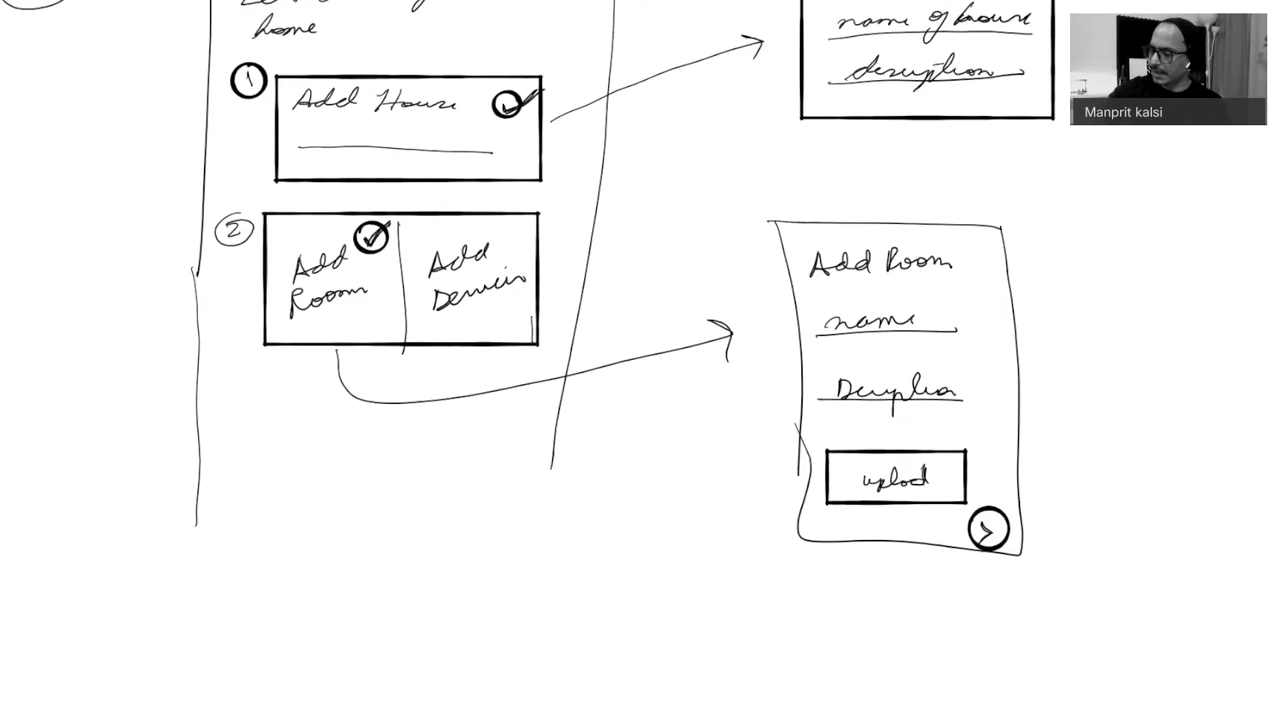 home
1
Add House
2
Add
Room
Add
Devices
name of house
description
Add Room
name
Description
upload
Manprit kalsi